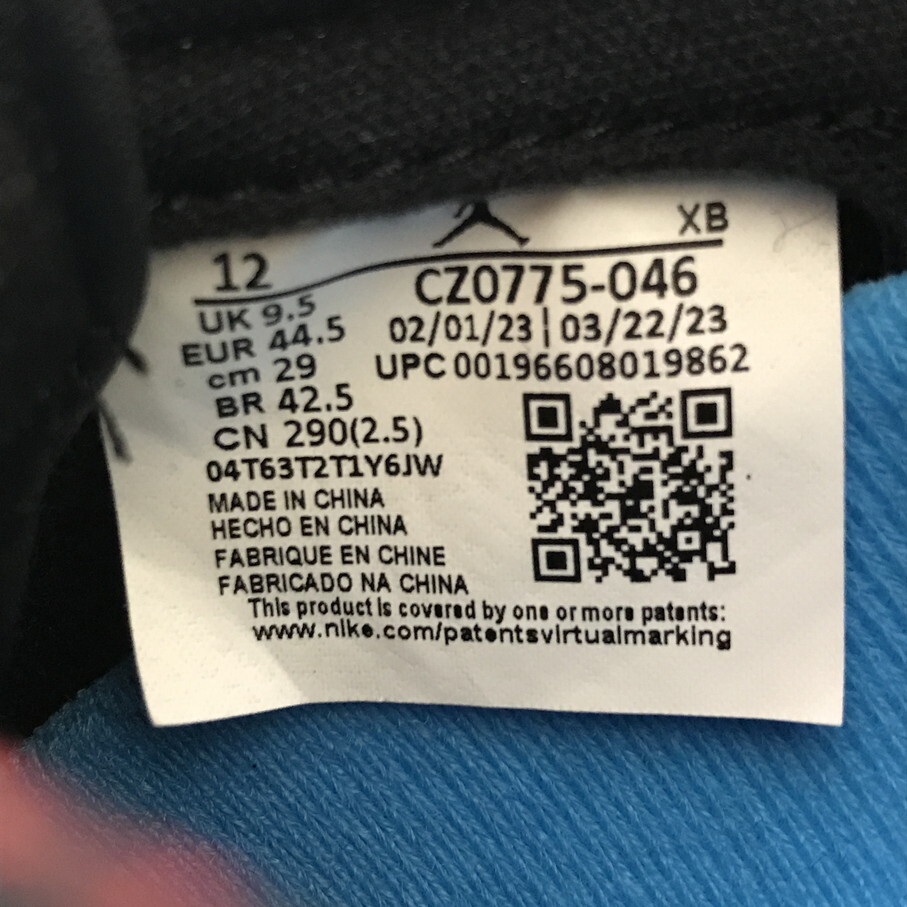 XB
12
CZ0775-046
UK 9.5
02/01/23 | 03/22/23
EUR 44.5
UPC 00196608019862
cm 29
BR 42.5
CN 290(2.5)
04T63T2T1Y6JW
MADE IN CHINA
HECHO EN CHINA
FABRIQUE EN CHINE
FABRICADO NA CHINA
This product is covered by one or more patents:
www.nike.com/patentsvirtualmarking